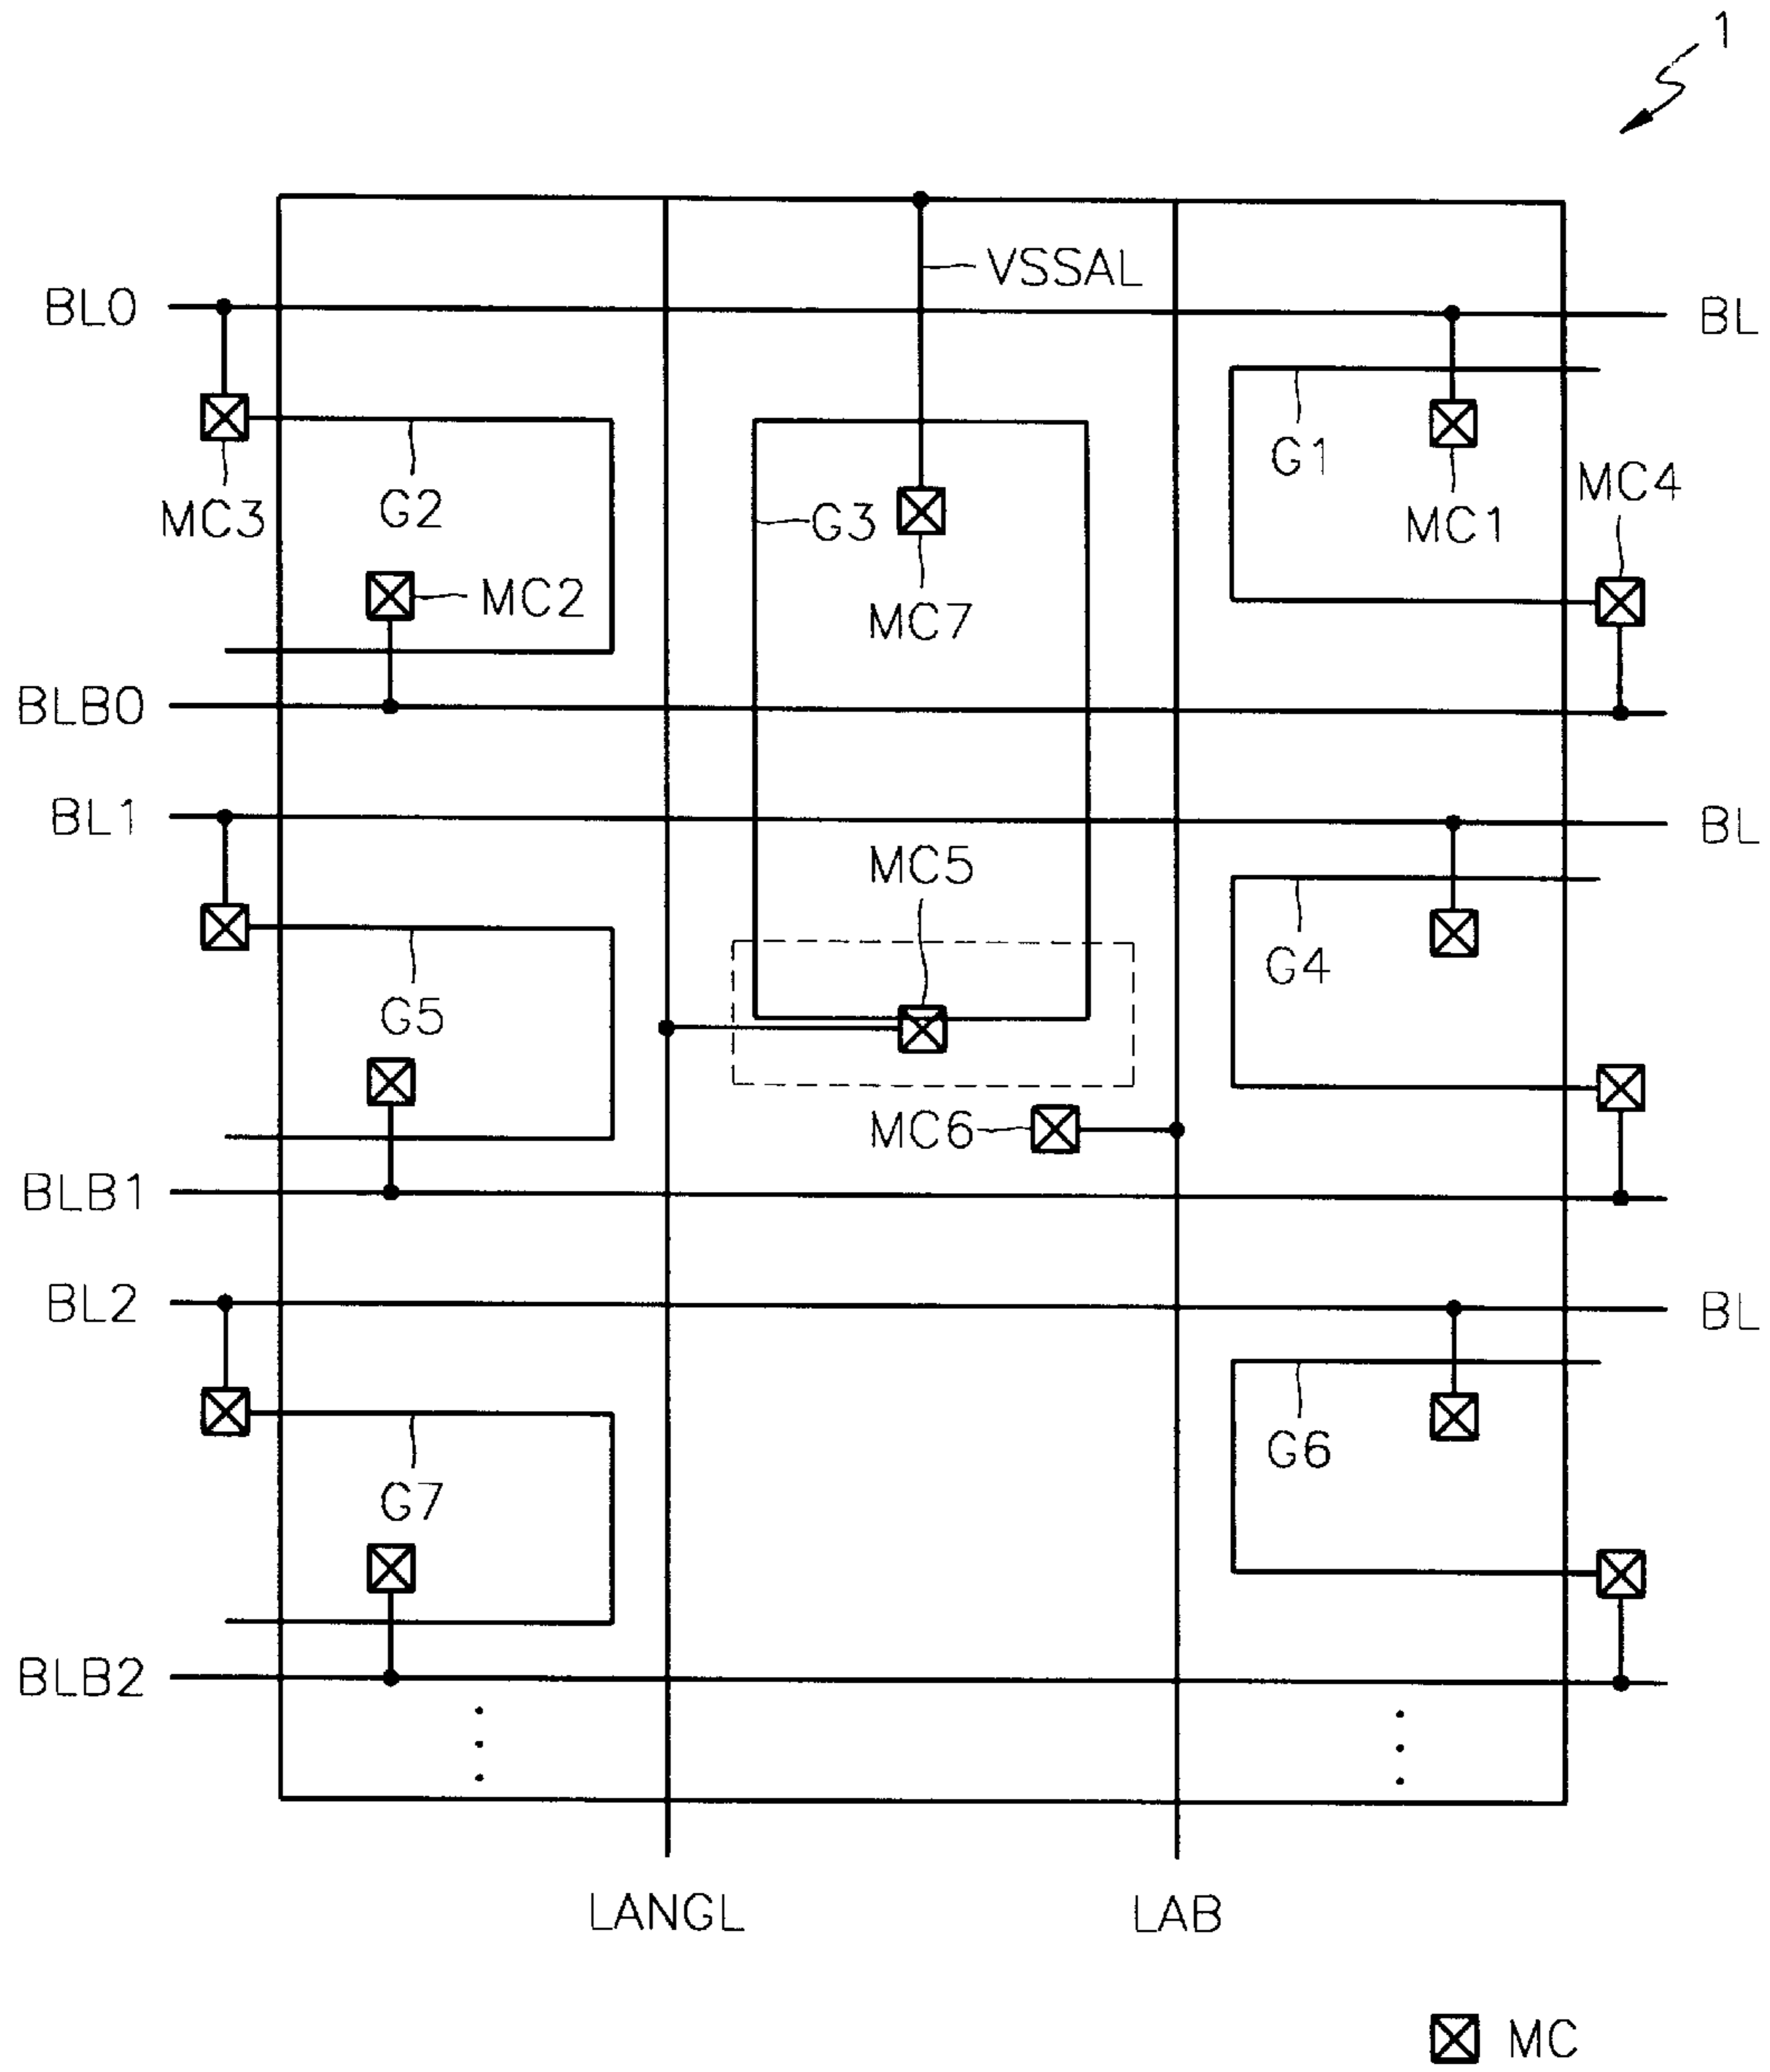 1
VSSAL
BL0 BL
G1
MC4
MC3 G2 G3 MC1
MC2 MC7
BLB0
BL1 BL
MC5
G4
G5
MC6
BLB1
BL2 BL
G6
G7
BLB2
LANGL LAB
MC